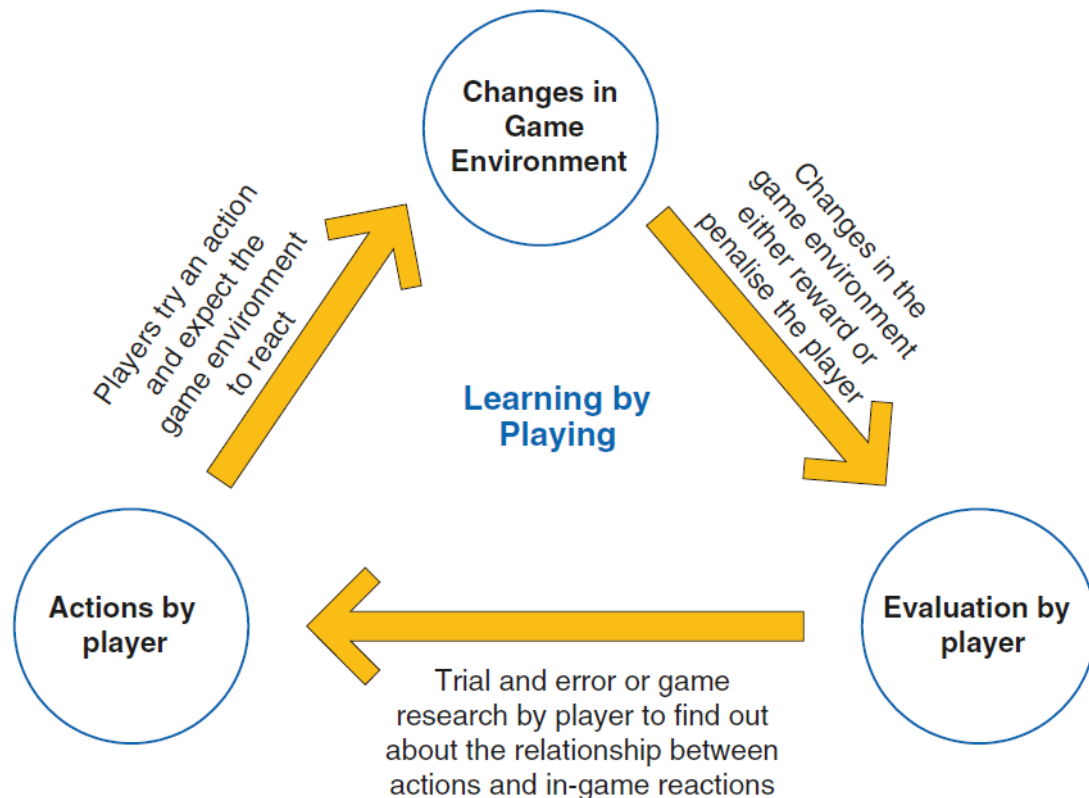 Changes in
Game
Environment
Players try an action
and expect the
game environment
to react
Changes in the
game environment
either reward or
penalise the player
Learning by
Playing
Actions by
player
Evaluation by
player
Trial and error or game
research by player to find out
about the relationship between
actions and in-game reactions